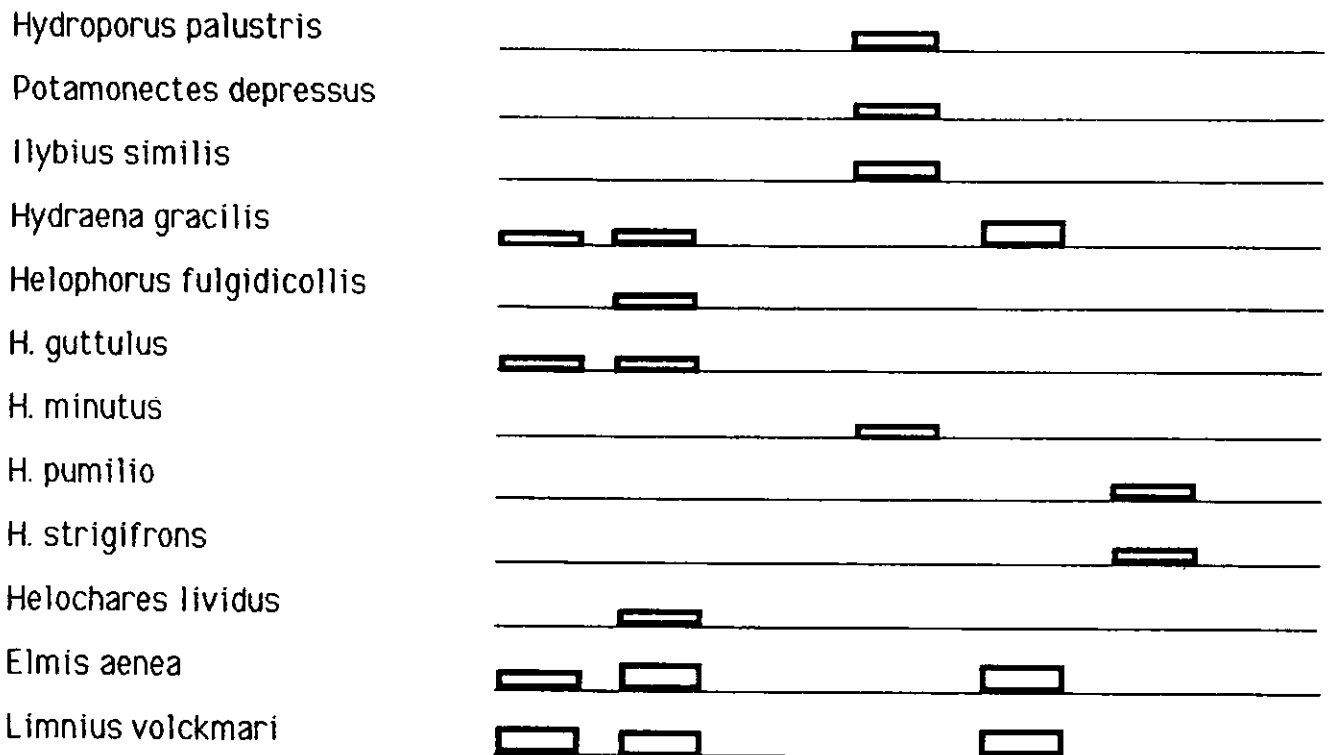 Hydroporus palustris
Potamonectes depressus
Ilybius similis
Hydraena gracilis
Helophorus fulgidicollis
H. guttulus
H. minutus
H. pumilio
H. strigifrons
Helochares lividus
Elmis aenea
Limnius volckmari